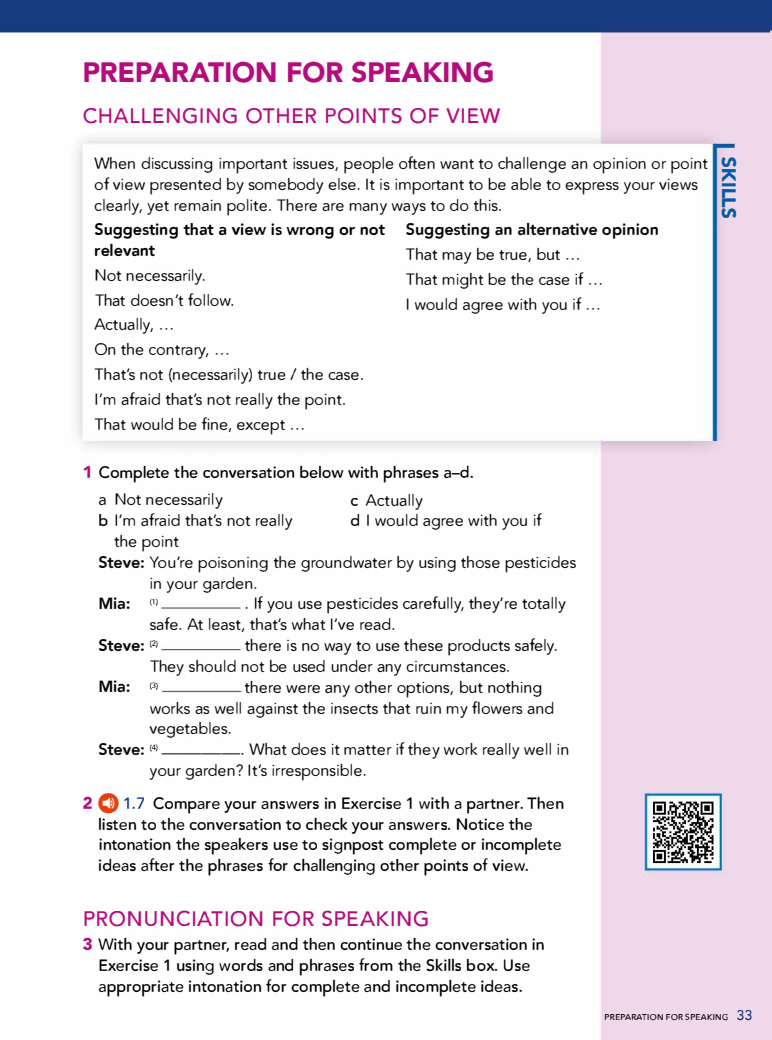 PREPARATION FOR SPEAKING
CHALLENGING OTHER POINTS OF VIEW
When discussing important issues, people often want to challenge an opinion or point
of view presented by somebody else. It is important to be able to express your views
clearly, yet remain polite. There are many ways to do this.
Suggesting that a view is wrong or not
relevant
Not necessarily.
That doesn't follow.
Actually, …
On the contrary, …
That's not (necessarily) true / the case.
I'm afraid that's not really the point.
That would be fine, except …
Suggesting an alternative opinion
That may be true, but …
That might be the case if …
I would agree with you if …
SKILLS
1 Complete the conversation below with phrases a–d.
a Not necessarily
b I'm afraid that's not really
the point
c Actually
d I would agree with you if
Steve: You're poisoning the groundwater by using those pesticides
in your garden.
Mia: (1) __________ . If you use pesticides carefully, they're totally
safe. At least, that's what I've read.
Steve: (2) __________ there is no way to use these products safely.
They should not be used under any circumstances.
Mia: (3) __________ there were any other options, but nothing
works as well against the insects that ruin my flowers and
vegetables.
Steve: (4) __________. What does it matter if they work really well in
your garden? It's irresponsible.
2 1.7 Compare your answers in Exercise 1 with a partner. Then
listen to the conversation to check your answers. Notice the
intonation the speakers use to signpost complete or incomplete
ideas after the phrases for challenging other points of view.
PRONUNCIATION FOR SPEAKING
3 With your partner, read and then continue the conversation in
Exercise 1 using words and phrases from the Skills box. Use
appropriate intonation for complete and incomplete ideas.
PREPARATION FOR SPEAKING 33